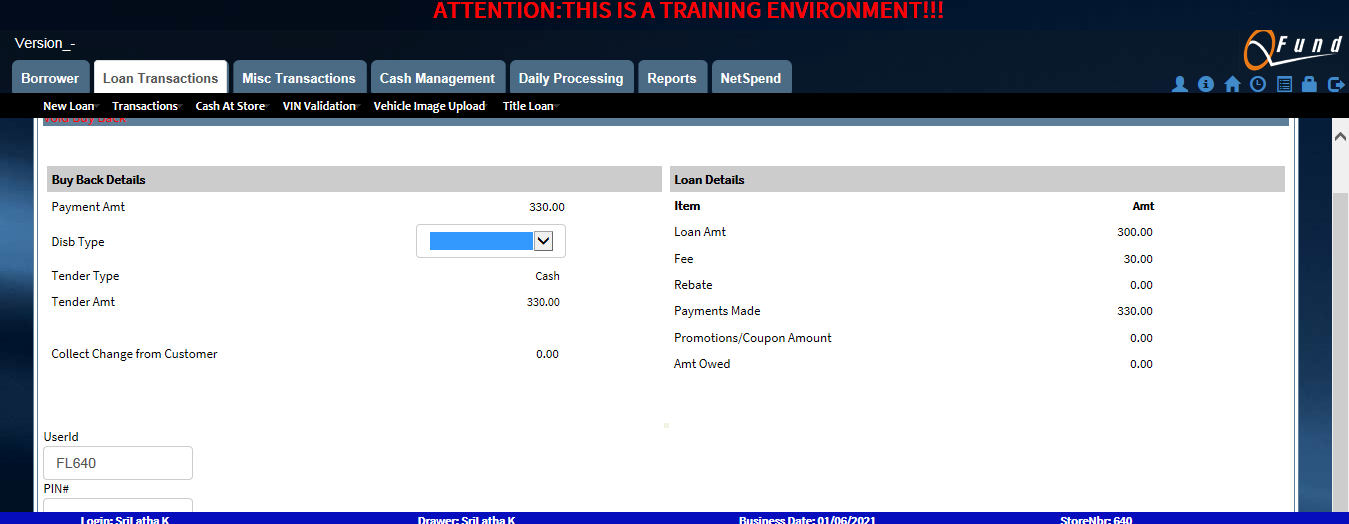 ATTENTION:THIS IS A TRAINING ENVIRONMENT!!!
Version_-
QFund
Borrower Loan Transactions Misc Transactions Cash Management Daily Processing Reports NetSpend
New Loan Transactions Cash At Store VIN Validation Vehicle Image Upload Title Loan
Void Buy Back
Buy Back Details
Payment Amt 330.00
Disb Type
Tender Type Cash
Tender Amt 330.00
Collect Change from Customer 0.00
Loan Details
Item Amt
Loan Amt 300.00
Fee 30.00
Rebate 0.00
Payments Made 330.00
Promotions/Coupon Amount 0.00
Amt Owed 0.00
UserId
FL640
PIN#
Login: SriLatha K Drawer: SriLatha K Business Date: 01/06/2021 StoreNbr: 640